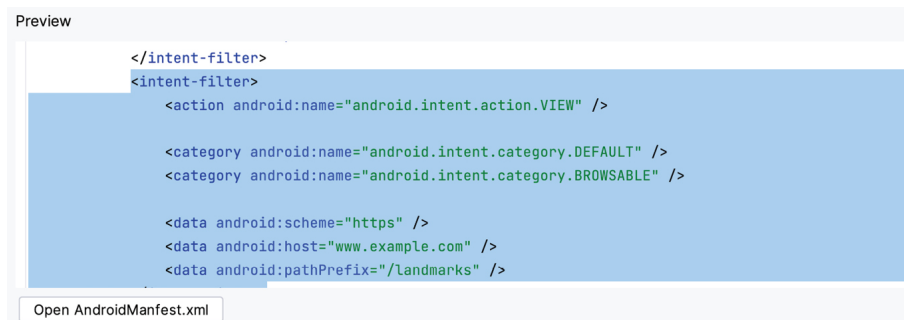 Preview
</intent-filter>
<intent-filter>
<action android:name="android.intent.action.VIEW" />
<category android:name="android.intent.category.DEFAULT" />
<category android:name="android.intent.category.BROWSABLE" />
<data android:scheme="https" />
<data android:host="www.example.com" />
<data android:pathPrefix="/landmarks" />
Open AndroidManfest.xml